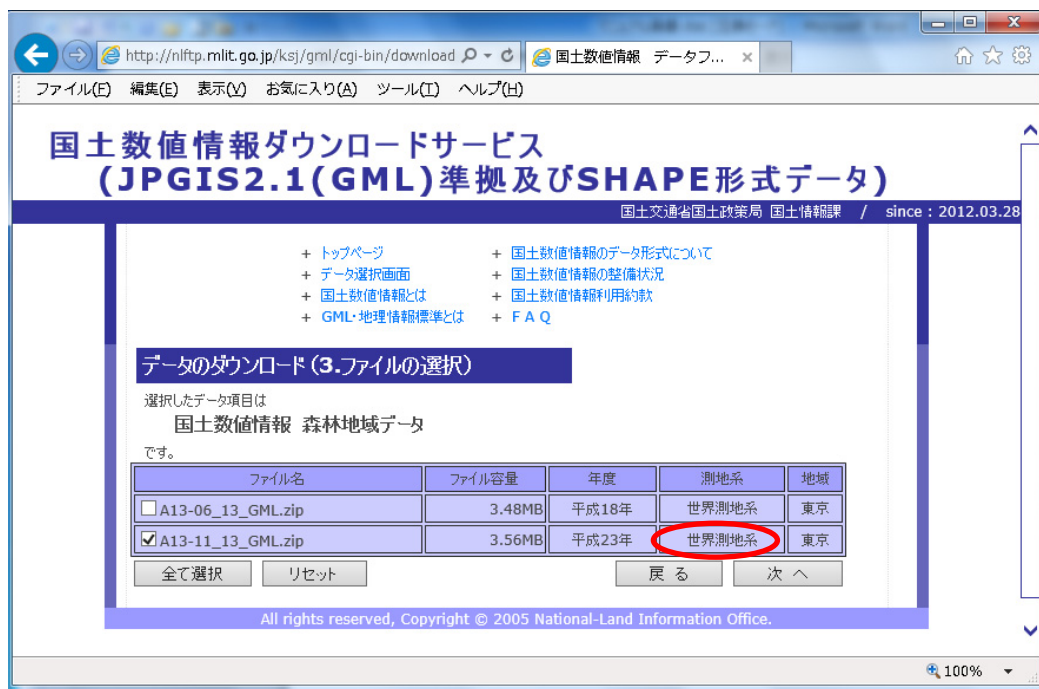 http://nlftp.mlit.go.jp/ksj/gml/cgi-bin/download
国土数値情報 データフ...
ファイル(F) 編集(E) 表示(V) お気に入り(A) ツール(T) ヘルプ(H)
国土数値情報ダウンロードサービス
(JPGIS2.1(GML)準拠及びSHAPE形式データ)
国土交通省国土政策局 国土情報課 / since : 2012.03.28
+ トップページ + 国土数値情報のデータ形式について
+ データ選択画面 + 国土数値情報の整備状況
+ 国土数値情報とは + 国土数値情報利用約款
+ GML・地理情報標準とは + F A Q
データのダウンロード (3.ファイルの選択)
選択したデータ項目は
国土数値情報 森林地域データ
です。
ファイル名 ファイル容量 年度 測地系 地域
A13-06_13_GML.zip 3.48MB 平成18年 世界測地系 東京
A13-11_13_GML.zip 3.56MB 平成23年 世界測地系 東京
全て選択 リセット 戻 る 次 へ
All rights reserved, Copyright © 2005 National-Land Information Office.
100%